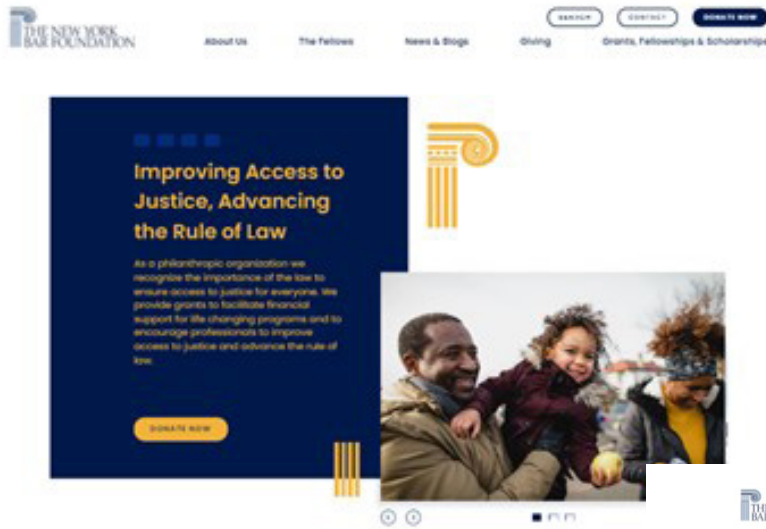 THE NEW YORK
BAR FOUNDATION
SEARCH
CONTACT
DONATE NOW
About Us
The Fellows
News & Blogs
Giving
Grants, Fellowships & Scholarships
Improving Access to
Justice, Advancing
the Rule of Law
As a philanthropic organization we
recognize the importance of the law to
ensure access to justice for everyone. We
provide grants to facilitate financial
support for life changing programs and to
encourage professionals to improve
access to justice and advance the rule of
law.
DONATE NOW